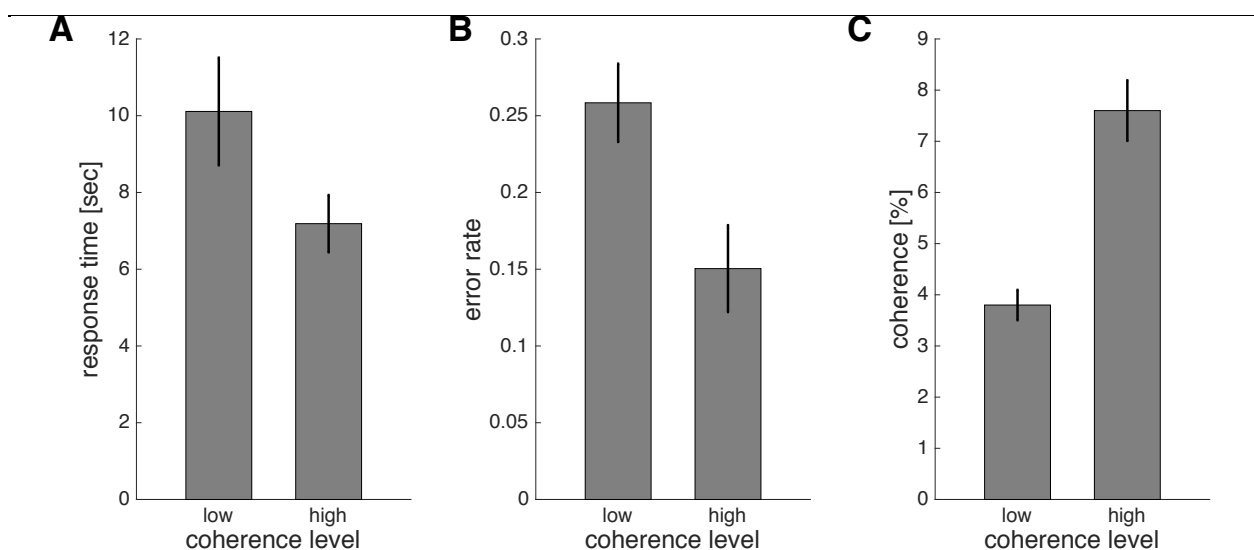 A
response time [sec]
12
10
8
6
4
2
0
low high
coherence level
B
error rate
0.3
0.25
0.2
0.15
0.1
0.05
0
low high
coherence level
C
coherence [%]
9
8
7
6
5
4
3
2
1
0
low high
coherence level